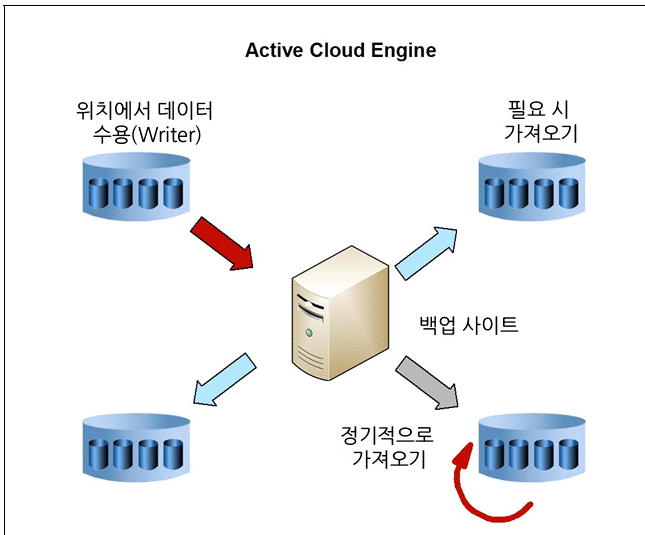 Active Cloud Engine
위치에서 데이터
수용(Writer)
필요 시
가져오기
백업 사이트
정기적으로
가져오기